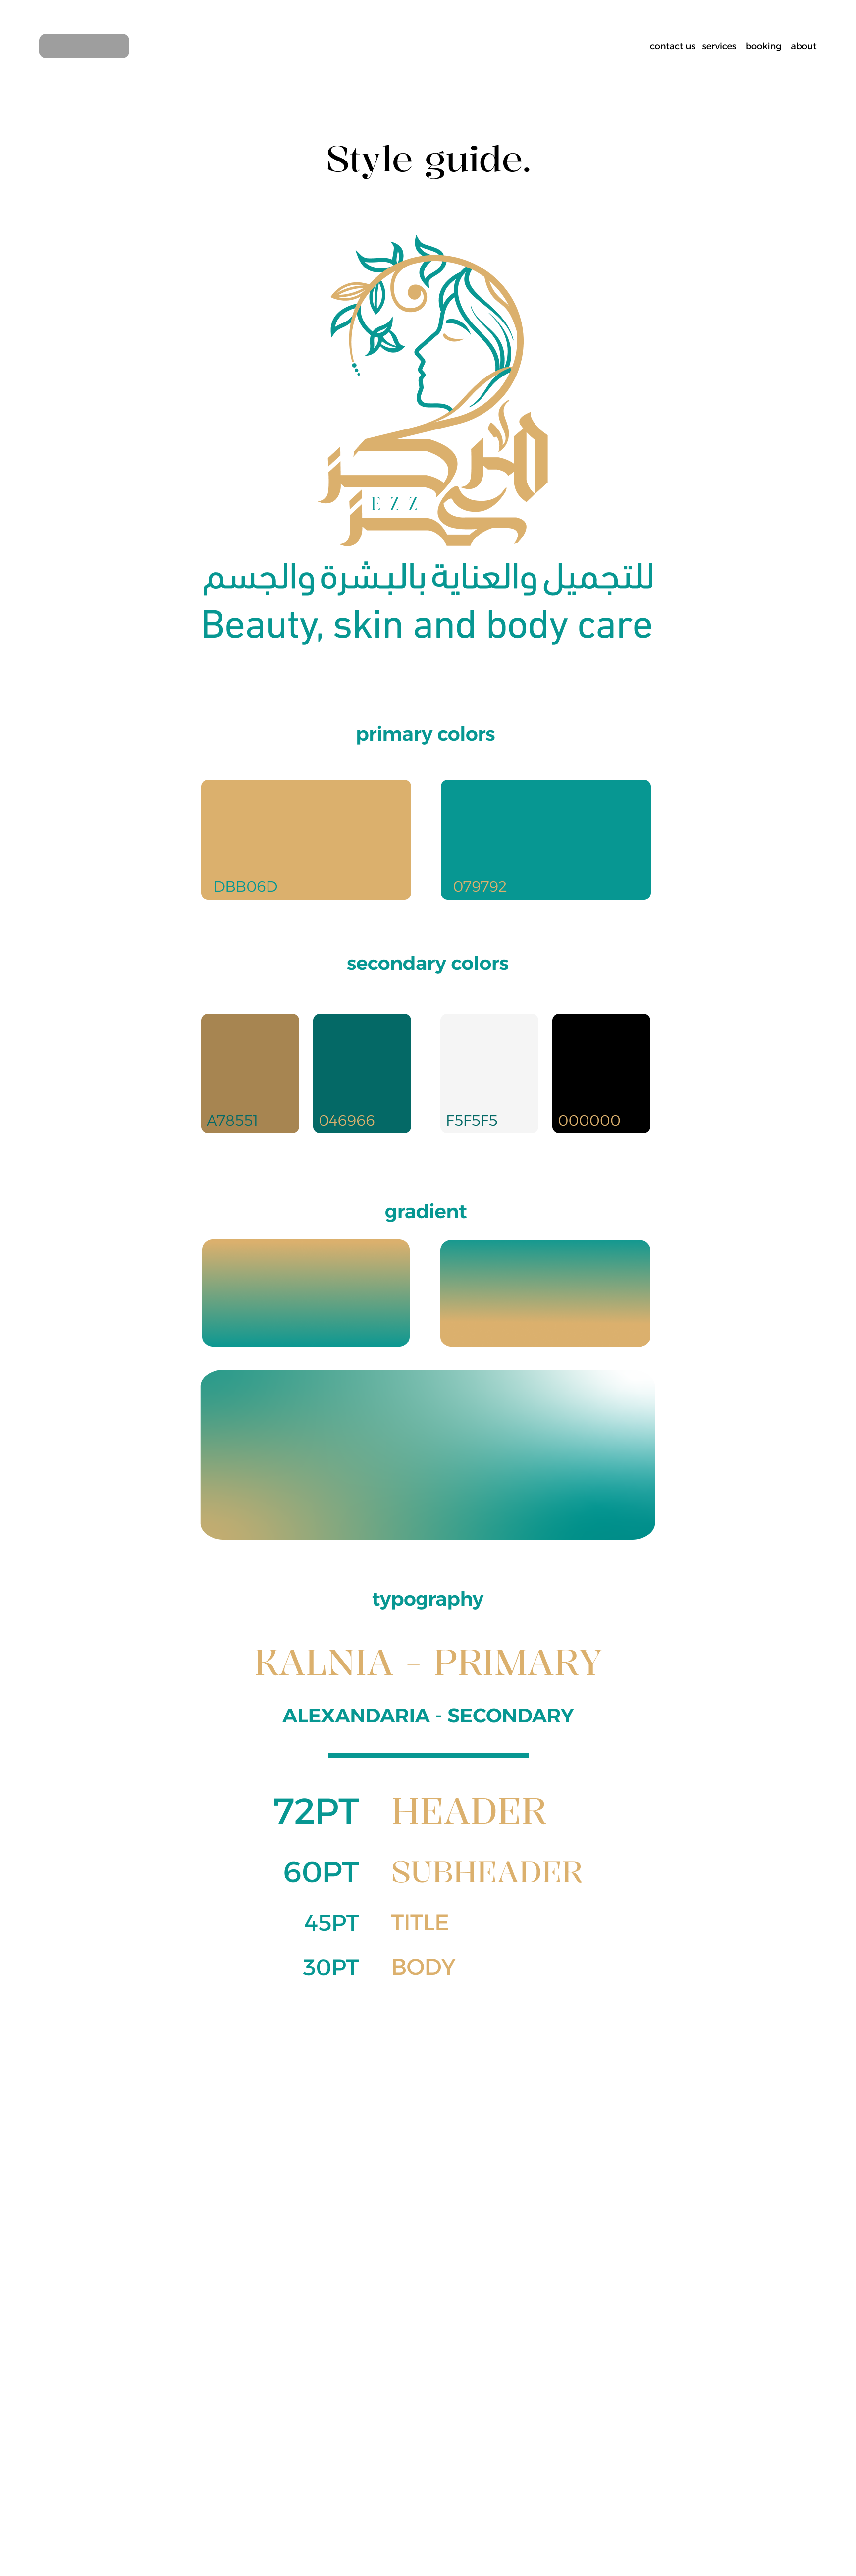 contact us services booking about
Style guide.
مركز
عز
EZZ
للتجميل والعناية بالبشرة والجسم
Beauty, skin and body care
primary colors
DBB06D 079792
secondary colors
A78551 046966 F5F5F5 000000
gradient
typography
KALNIA - PRIMARY
ALEXANDARIA - SECONDARY
72PT HEADER
60PT SUBHEADER
45PT TITLE
30PT BODY